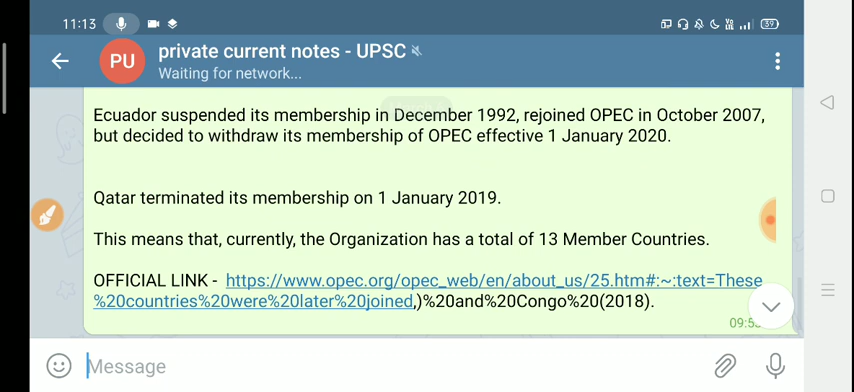 11:13
39
PU
private current notes - UPSC
Waiting for network...
Ecuador suspended its membership in December 1992, rejoined OPEC in October 2007,
but decided to withdraw its membership of OPEC effective 1 January 2020.
Qatar terminated its membership on 1 January 2019.
This means that, currently, the Organization has a total of 13 Member Countries.
OFFICIAL LINK - https://www.opec.org/opec_web/en/about_us/25.htm#:~:text=These
%20countries%20were%20later%20joined,)%20and%20Congo%20(2018).
Message